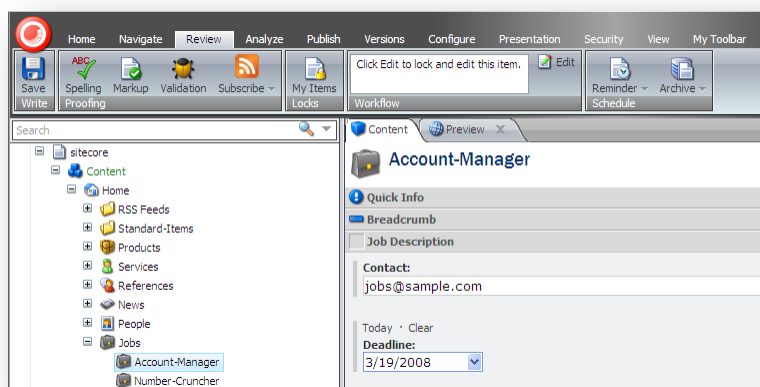 Home Navigate Review Analyze Publish Versions Configure Presentation Security View My Toolbar
ABC
Save Spelling Markup Validation Subscribe My Items Click Edit to lock and edit this item. Edit Reminder Archive
Write Proofing Locks Workflow Schedule
Search
Content Preview X
sitecore
Content
Home
RSS Feeds
Standard-Items
Products
Services
References
News
People
Jobs
Account-Manager
Number-Cruncher
Account-Manager
Quick Info
Breadcrumb
Job Description
Contact:
jobs@sample.com
Today · Clear
Deadline:
3/19/2008